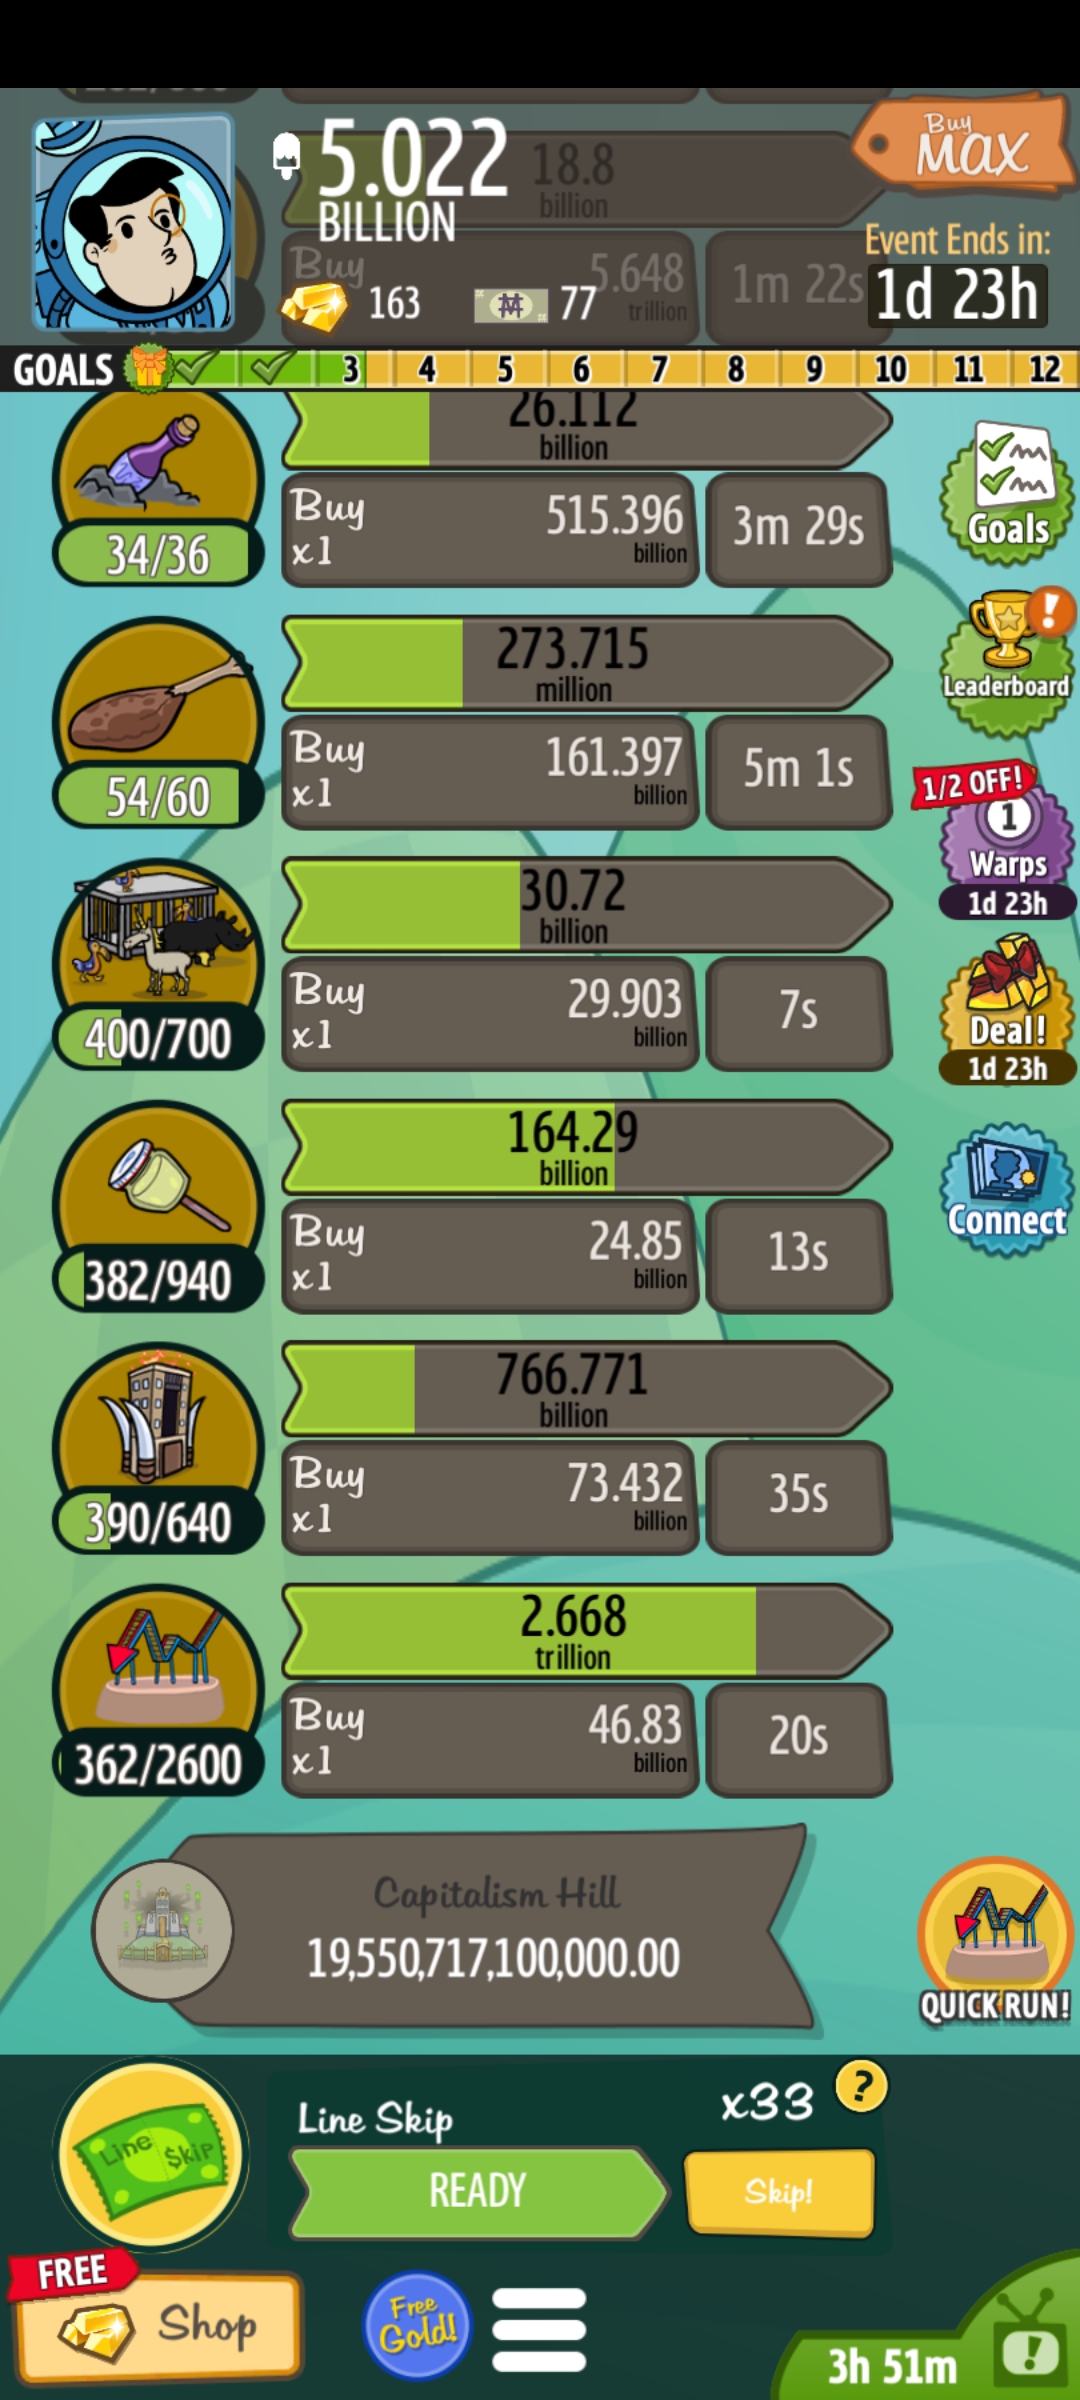 5.022
BILLION
18.8
billion
Buy
MAX
163
77
Buy
5.648
trillion
1m 22s
Event Ends in:
1d 23h
GOALS
3
4
5
6
7
8
9
10
11
12
26.112
billion
34/36
Buy
x1
515.396
billion
3m 29s
Goals
273.715
million
54/60
Buy
x1
161.397
billion
5m 1s
!
Leaderboard
1/2 OFF!
1
Warps
1d 23h
30.72
billion
400/700
Buy
x1
29.903
billion
7s
Deal!
1d 23h
164.29
billion
382/940
Buy
x1
24.85
billion
13s
Connect
766.771
billion
390/640
Buy
x1
73.432
billion
35s
2.668
trillion
362/2600
Buy
x1
46.83
billion
20s
Capitalism Hill
19,550,717,100,000.00
QUICK RUN!
Line $kip
Line Skip
x33
?
READY
Skip!
FREE
Shop
Free
Gold!
3h 51m
!